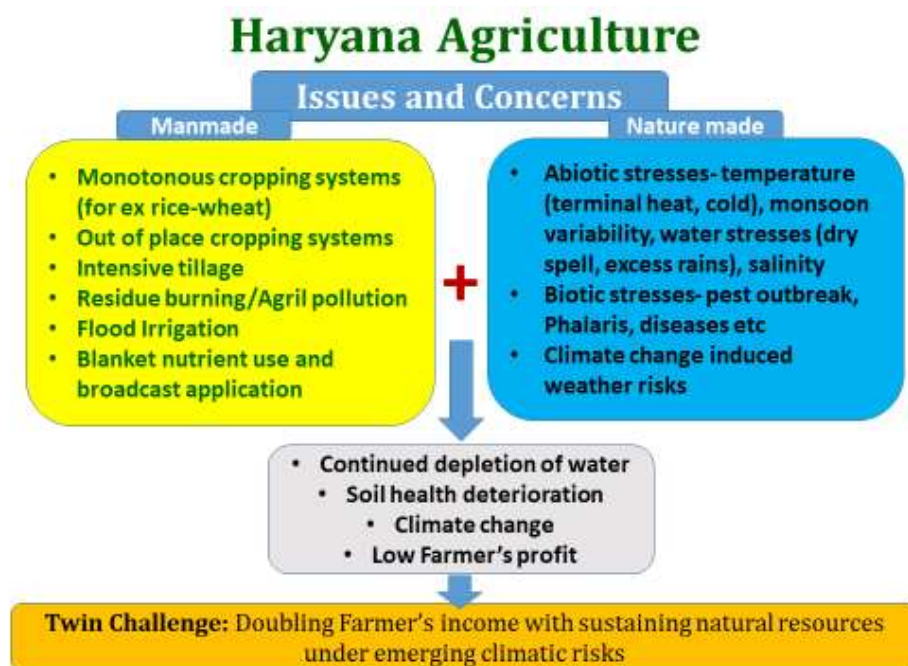 Haryana Agriculture
Issues and Concerns
Manmade
• Monotonous cropping systems
(for ex rice-wheat)
• Out of place cropping systems
• Intensive tillage
• Residue burning/Agril pollution
• Flood Irrigation
• Blanket nutrient use and
broadcast application
+
Nature made
• Abiotic stresses- temperature
(terminal heat, cold), monsoon
variability, water stresses (dry
spell, excess rains), salinity
• Biotic stresses- pest outbreak,
Phalaris, diseases etc
• Climate change induced
weather risks
• Continued depletion of water
• Soil health deterioration
• Climate change
• Low Farmer's profit
Twin Challenge: Doubling Farmer's income with sustaining natural resources
under emerging climatic risks